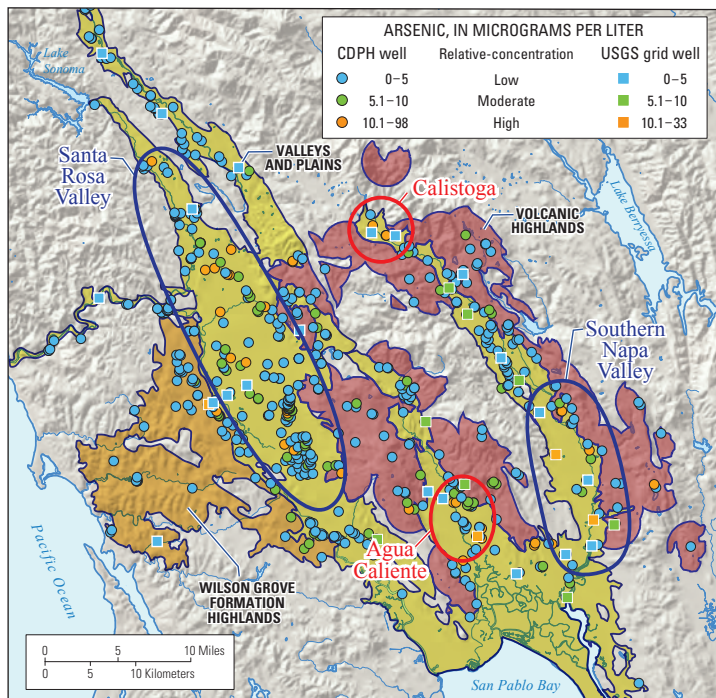 ARSENIC, IN MICROGRAMS PER LITER
CDPH well Relative-concentration USGS grid well
0–5 Low 0–5
5.1–10 Moderate 5.1–10
10.1–98 High 10.1–33
Lake
Sonoma
Santa
Rosa
Valley
VALLEYS
AND PLAINS
Calistoga
VOLCANIC
HIGHLANDS
Lake Berryessa
Southern
Napa
Valley
Agua
Caliente
Pacific Ocean
WILSON GROVE
FORMATION
HIGHLANDS
0 5 10 Miles
0 5 10 Kilometers
San Pablo Bay